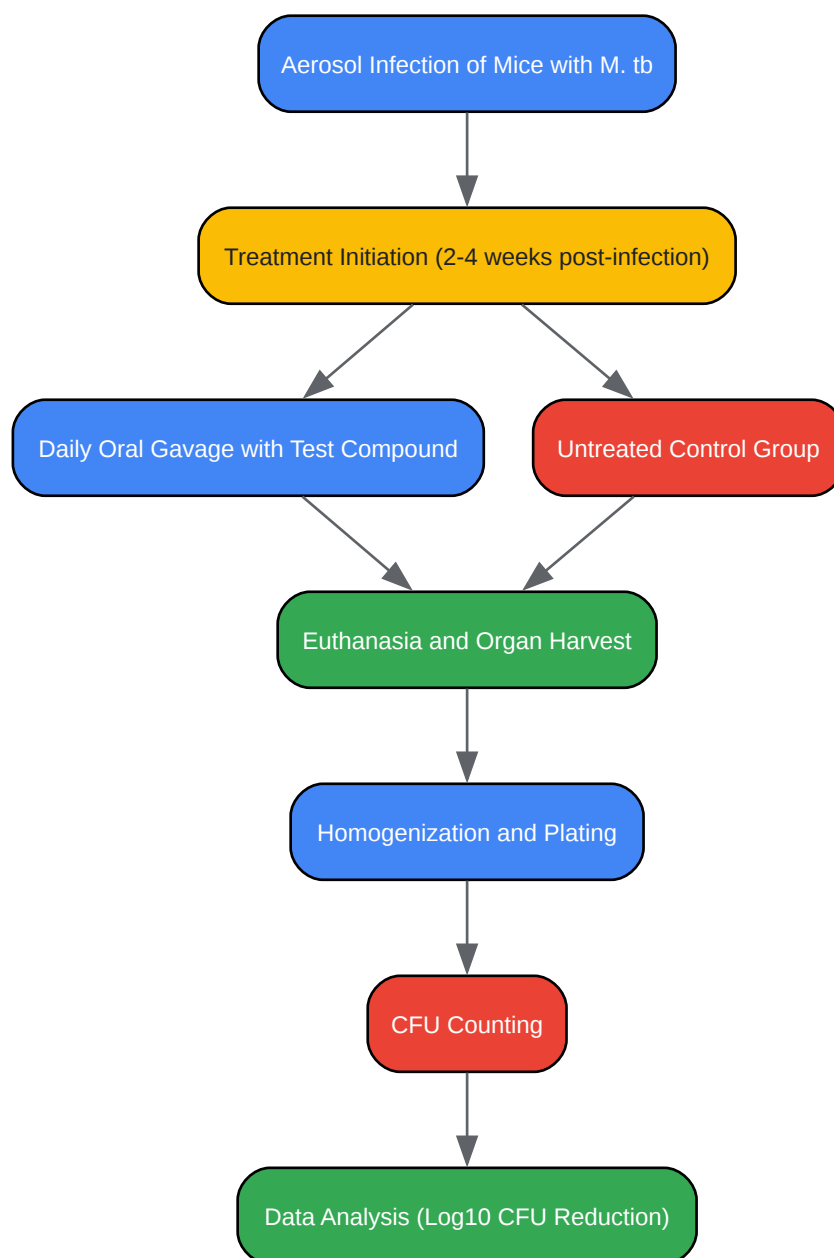 Aerosol Infection of Mice with M. tb
Treatment Initiation (2-4 weeks post-infection)
Daily Oral Gavage with Test Compound
Untreated Control Group
Euthanasia and Organ Harvest
Homogenization and Plating
CFU Counting
Data Analysis (Log10 CFU Reduction)